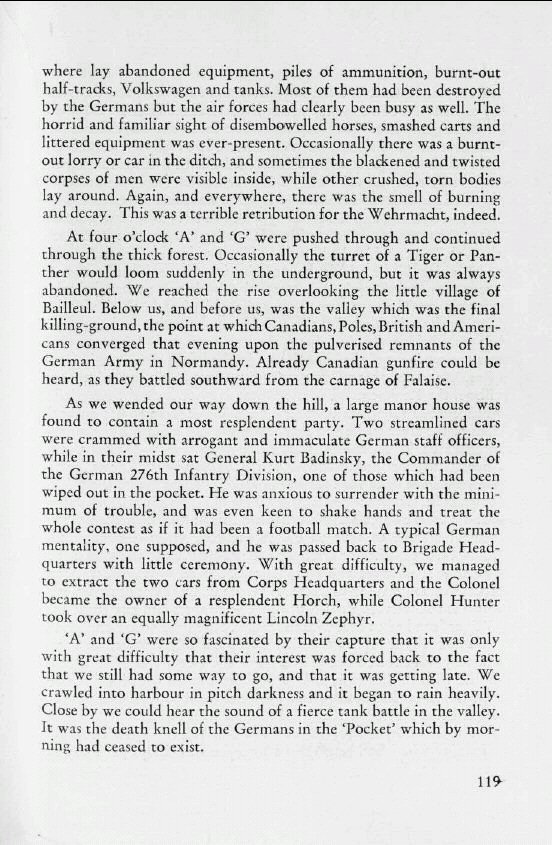 where lay abandoned equipment, piles of ammunition, burnt-out
half-tracks, Volkswagen and tanks. Most of them had been destroyed
by the Germans but the air forces had clearly been busy as well. The
horrid and familiar sight of disembowelled horses, smashed carts and
littered equipment was ever-present. Occasionally there was a burnt-
out lorry or car in the ditch, and sometimes the blackened and twisted
corpses of men were visible inside, while other crushed, torn bodies
lay around. Again, and everywhere, there was the smell of burning
and decay. This was a terrible retribution for the Wehrmacht, indeed.
At four o'clock 'A' and 'G' were pushed through and continued
through the thick forest. Occasionally the turret of a Tiger or Pan-
ther would loom suddenly in the underground, but it was always
abandoned. We reached the rise overlooking the little village of
Bailleul. Below us, and before us, was the valley which was the final
killing-ground, the point at which Canadians, Poles, British and Ameri-
cans converged that evening upon the pulverised remnants of the
German Army in Normandy. Already Canadian gunfire could be
heard, as they battled southward from the carnage of Falaise.
As we wended our way down the hill, a large manor house was
found to contain a most resplendent party. Two streamlined cars
were crammed with arrogant and immaculate German staff officers,
while in their midst sat General Kurt Badinsky, the Commander of
the German 276th Infantry Division, one of those which had been
wiped out in the pocket. He was anxious to surrender with the mini-
mum of trouble, and was even keen to shake hands and treat the
whole contest as if it had been a football match. A typical German
mentality, one supposed, and he was passed back to Brigade Head-
quarters with little ceremony. With great difficulty, we managed
to extract the two cars from Corps Headquarters and the Colonel
became the owner of a resplendent Horch, while Colonel Hunter
took over an equally magnificent Lincoln Zephyr.
'A' and 'G' were so fascinated by their capture that it was only
with great difficulty that their interest was forced back to the fact
that we still had some way to go, and that it was getting late. We
crawled into harbour in pitch darkness and it began to rain heavily.
Close by we could hear the sound of a fierce tank battle in the valley.
It was the death knell of the Germans in the 'Pocket' which by mor-
ning had ceased to exist.
119